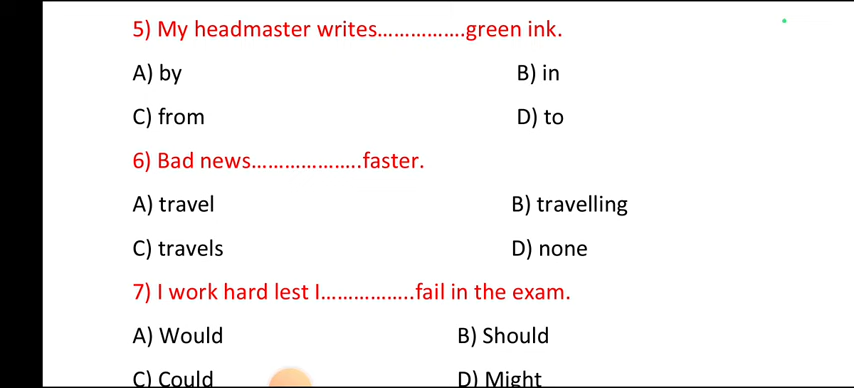 5) My headmaster writes................green ink.
A) by B) in
C) from D) to
6) Bad news....................faster.
A) travel B) travelling
C) travels D) none
7) I work hard lest I.................fail in the exam.
A) Would B) Should
C) Could D) Might